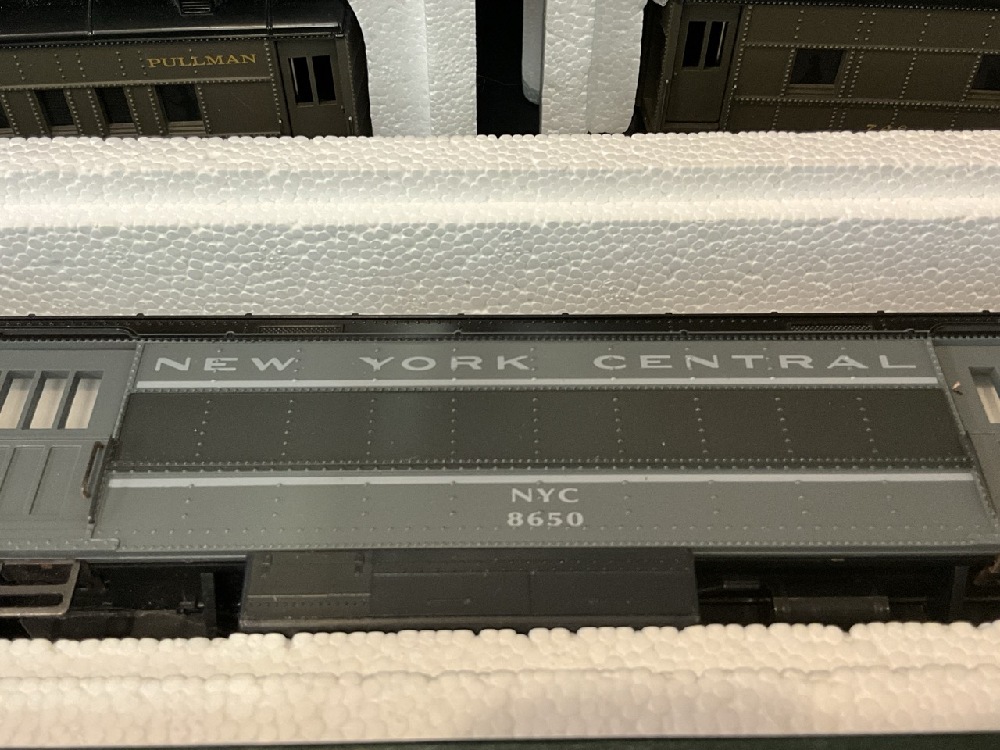 PULLMAN
NEW YORK CENTRAL
NYC
8650